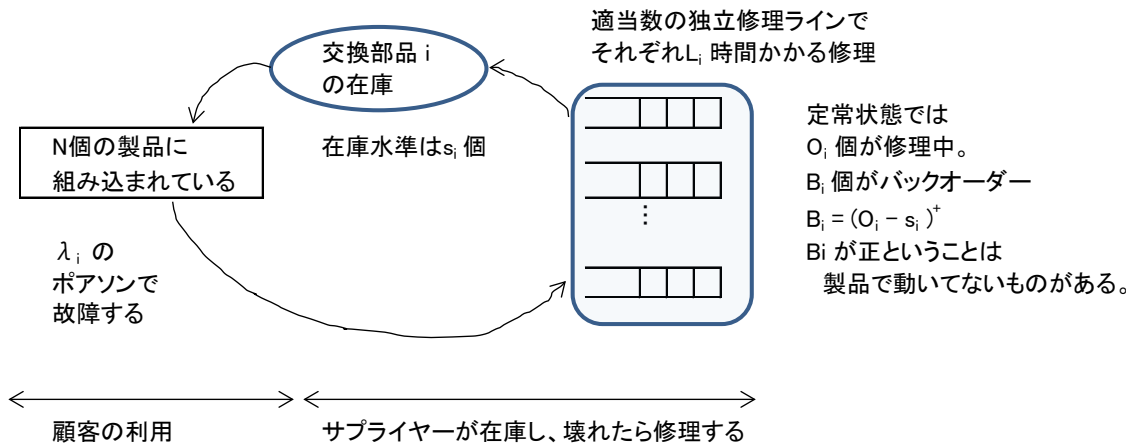 適当数の独立修理ラインで
それぞれLi 時間かかる修理
交換部品 i
の在庫
在庫水準はsi 個
N個の製品に
組み込まれている
λi の
ポアソンで
故障する
⋮
定常状態では
Oi 個が修理中。
Bi 個がバックオーダー
Bi = (Oi − si )+
Bi が正ということは
製品で動いてないものがある。
顧客の利用
サプライヤーが在庫し、壊れたら修理する